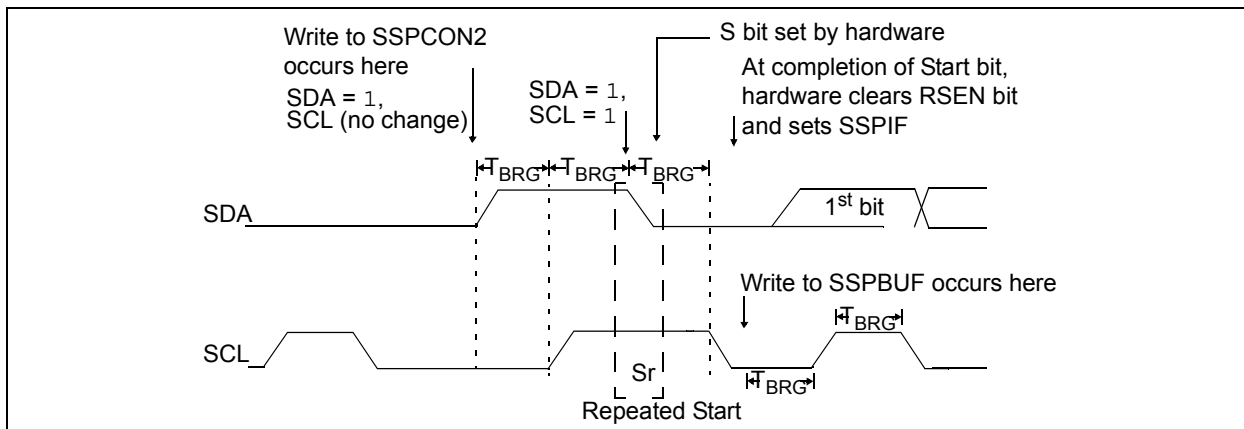 Write to SSPCON2
occurs here
SDA = 1,
SCL (no change)
SDA = 1,
SCL = 1
S bit set by hardware
At completion of Start bit,
hardware clears RSEN bit
and sets SSPIF
TBRG
TBRG
TBRG
SDA
1st bit
Write to SSPBUF occurs here
TBRG
SCL
Sr
TBRG
Repeated Start